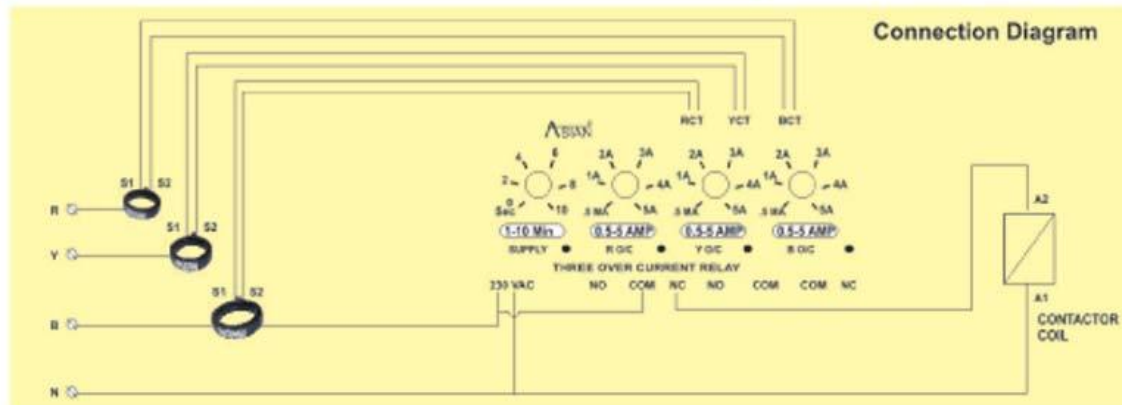 Connection Diagram
RCT YCT BCT
ASIAN
2 4 6 8 10
0
Sec
1A 2A 3A 4A 5A
.5 MA
1A 2A 3A 4A 5A
.5 MA
1A 2A 3A 4A 5A
.5 MA
1-10 Min 0.5-5 AMP 0.5-5 AMP 0.5-5 AMP
SUPPLY R O/C Y O/C B O/C
THREE OVER CURRENT RELAY
230 VAC NO COM NC NO COM COM NC
S1 S2
R
S1 S2
Y
S1 S2
B
N
A2
A1
CONTACTOR
COIL